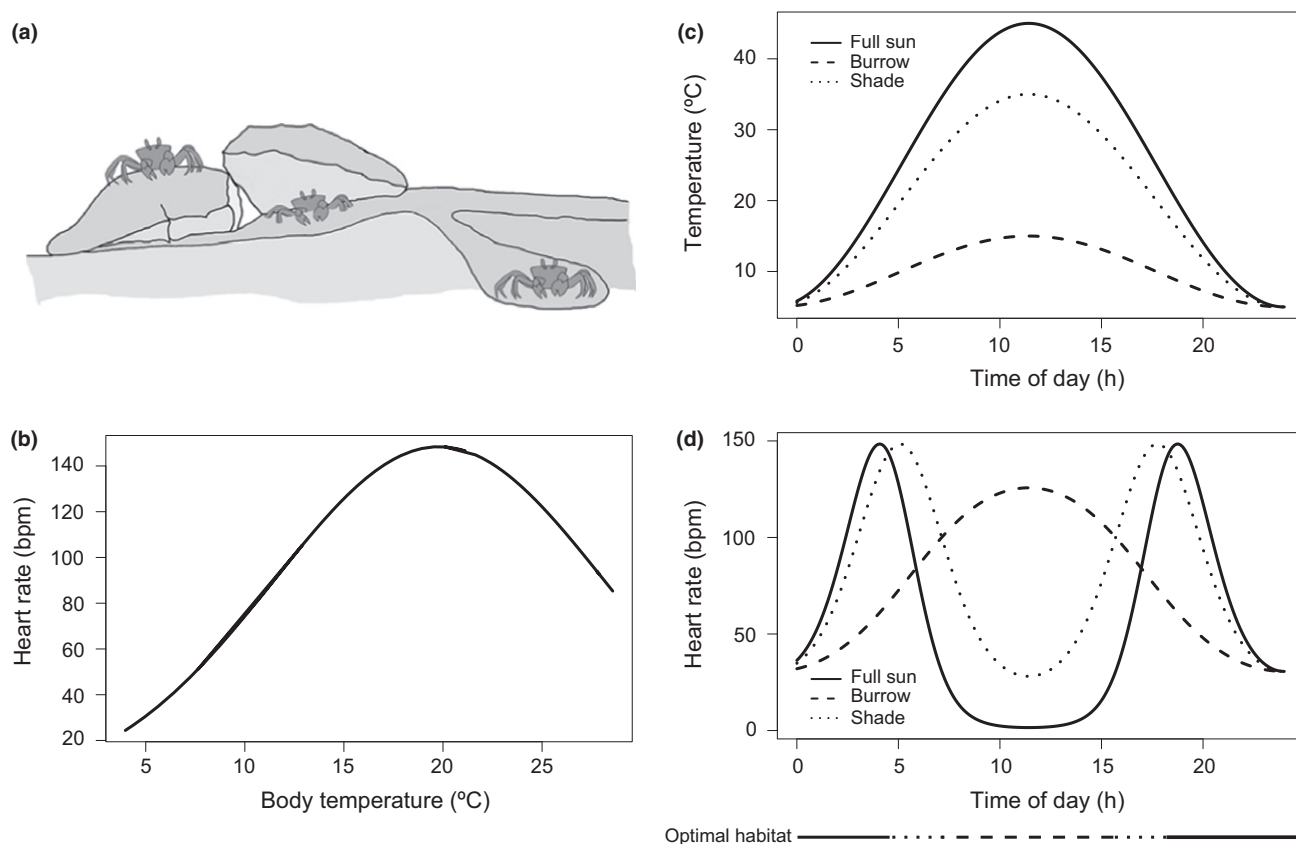 (a)
(c)
Full sun
Burrow
Shade
Temperature (ºC)
40
30
20
10
0 5 10 15 20
Time of day (h)
(b)
Heart rate (bpm)
140
120
100
80
60
40
20
5 10 15 20 25
Body temperature (ºC)
(d)
Heart rate (bpm)
150
100
50
0
Full sun
Burrow
Shade
0 5 10 15 20
Time of day (h)
Optimal habitat